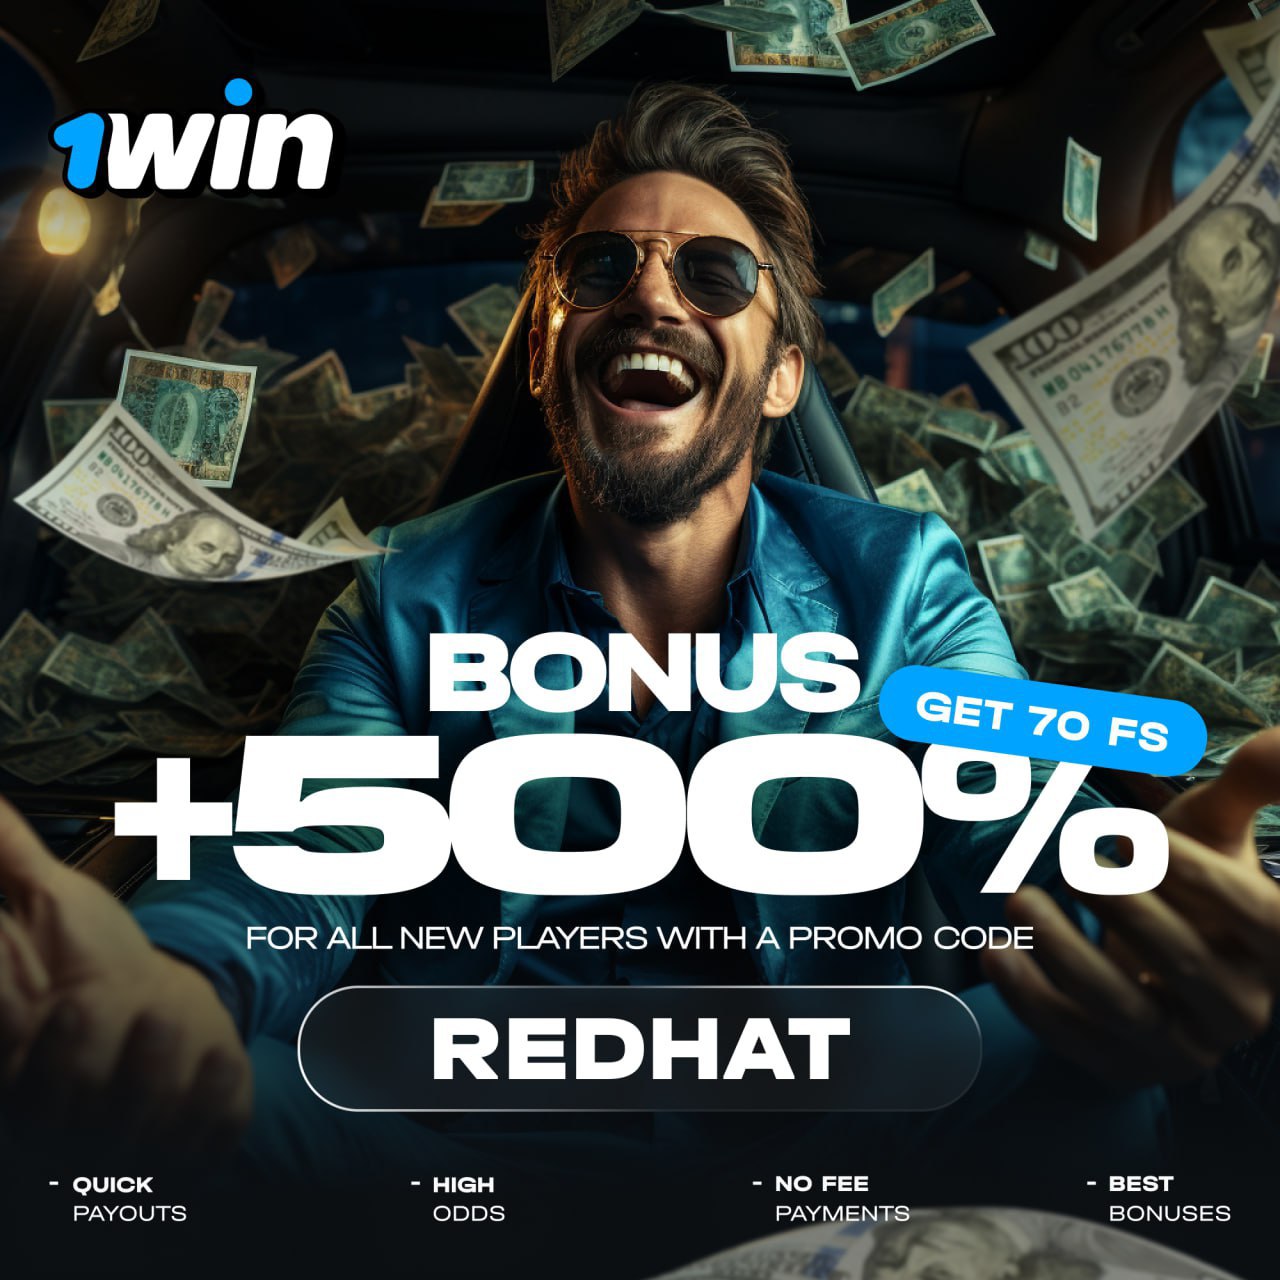 1win
BONUS
GET 70 FS
+500%
FOR ALL NEW PLAYERS WITH A PROMO CODE
REDHAT
- QUICK
PAYOUTS
- HIGH
ODDS
- NO FEE
PAYMENTS
- BEST
BONUSES